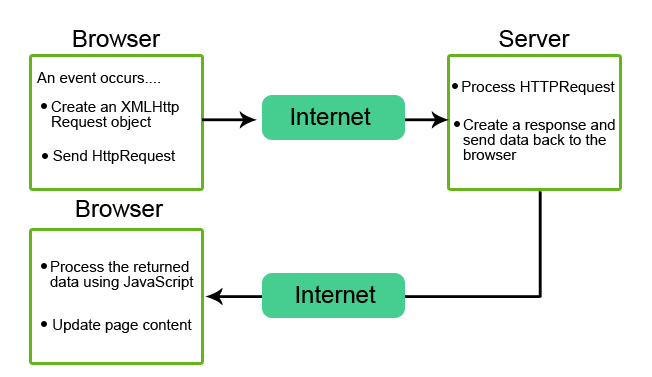 Browser
An event occurs....
• Create an XMLHttp
Request object
• Send HttpRequest
Internet
Server
• Process HTTPRequest
• Create a response and
send data back to the
browser
Browser
• Process the returned
data using JavaScript
• Update page content
Internet